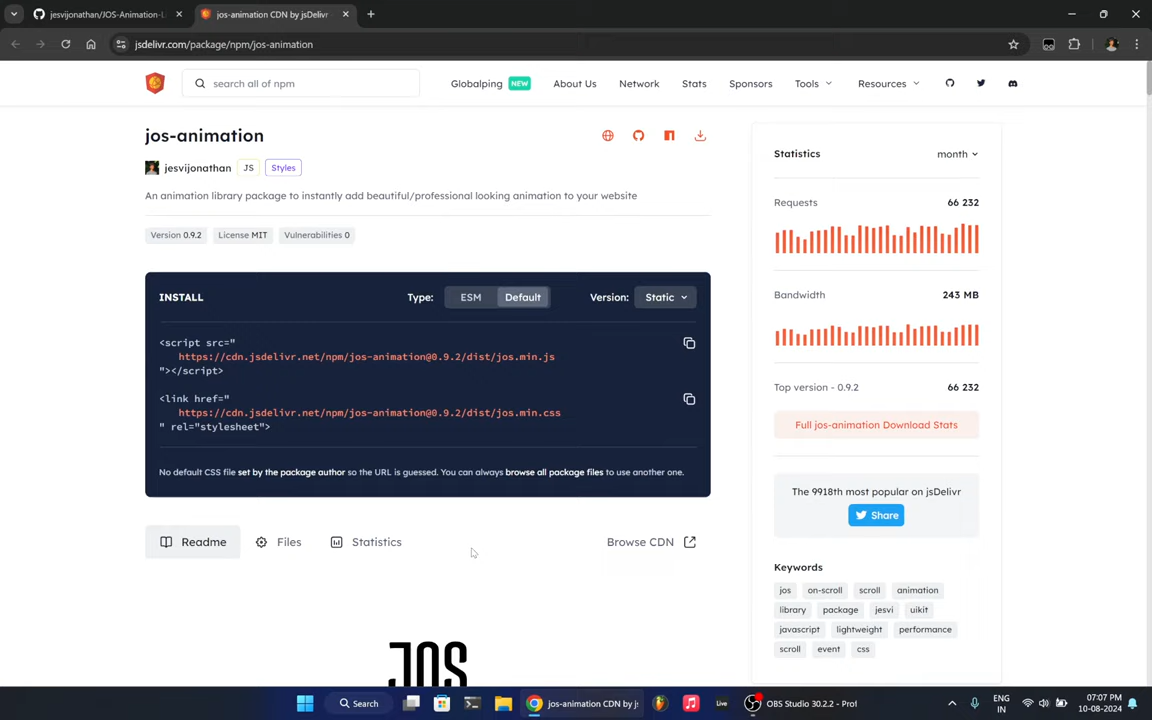 jesvijonathan/JOS-Animation-L
jos-animation CDN by jsDelivr
jsdelivr.com/package/npm/jos-animation
search all of npm
Globalping NEW About Us Network Stats Sponsors Tools Resources
jos-animation
jesvijonathan JS Styles
An animation library package to instantly add beautiful/professional looking animation to your website
Version 0.9.2 License MIT Vulnerabilities 0
INSTALL Type: ESM Default Version: Static
<script src="
https://cdn.jsdelivr.net/npm/jos-animation@0.9.2/dist/jos.min.js
"></script>
<link href="
https://cdn.jsdelivr.net/npm/jos-animation@0.9.2/dist/jos.min.css
" rel="stylesheet">
No default CSS file set by the package author so the URL is guessed. You can always browse all package files to use another one.
Readme Files Statistics Browse CDN
JOS
Statistics month
Requests 66 232
Bandwidth 243 MB
Top version - 0.9.2 66 232
Full jos-animation Download Stats
The 9918th most popular on jsDelivr
Share
Keywords
jos on-scroll scroll animation
library package jesvi uikit
javascript lightweight performance
scroll event css
Search
jos-animation CDN by js
Live
OBS Studio 30.2.2 - Prof
ENG
IN
07:07 PM
10-08-2024